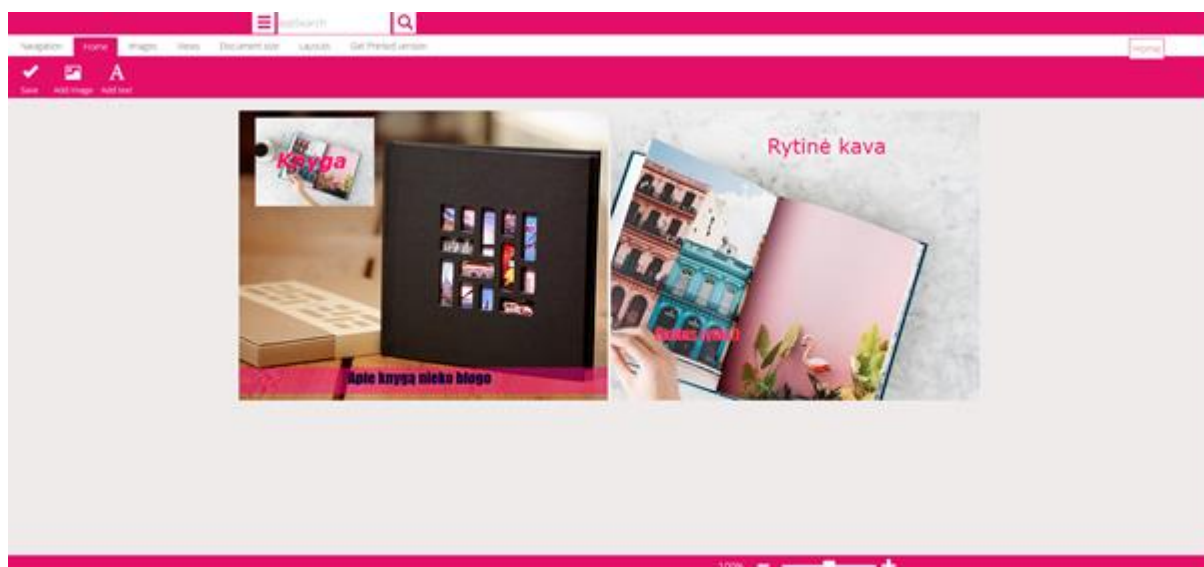 Navigation Home Images Views Document size Layouts Get Printed version
Save Add image Add text
Knyga
Rytinė kava
Apie knygą nieko blogo
100%